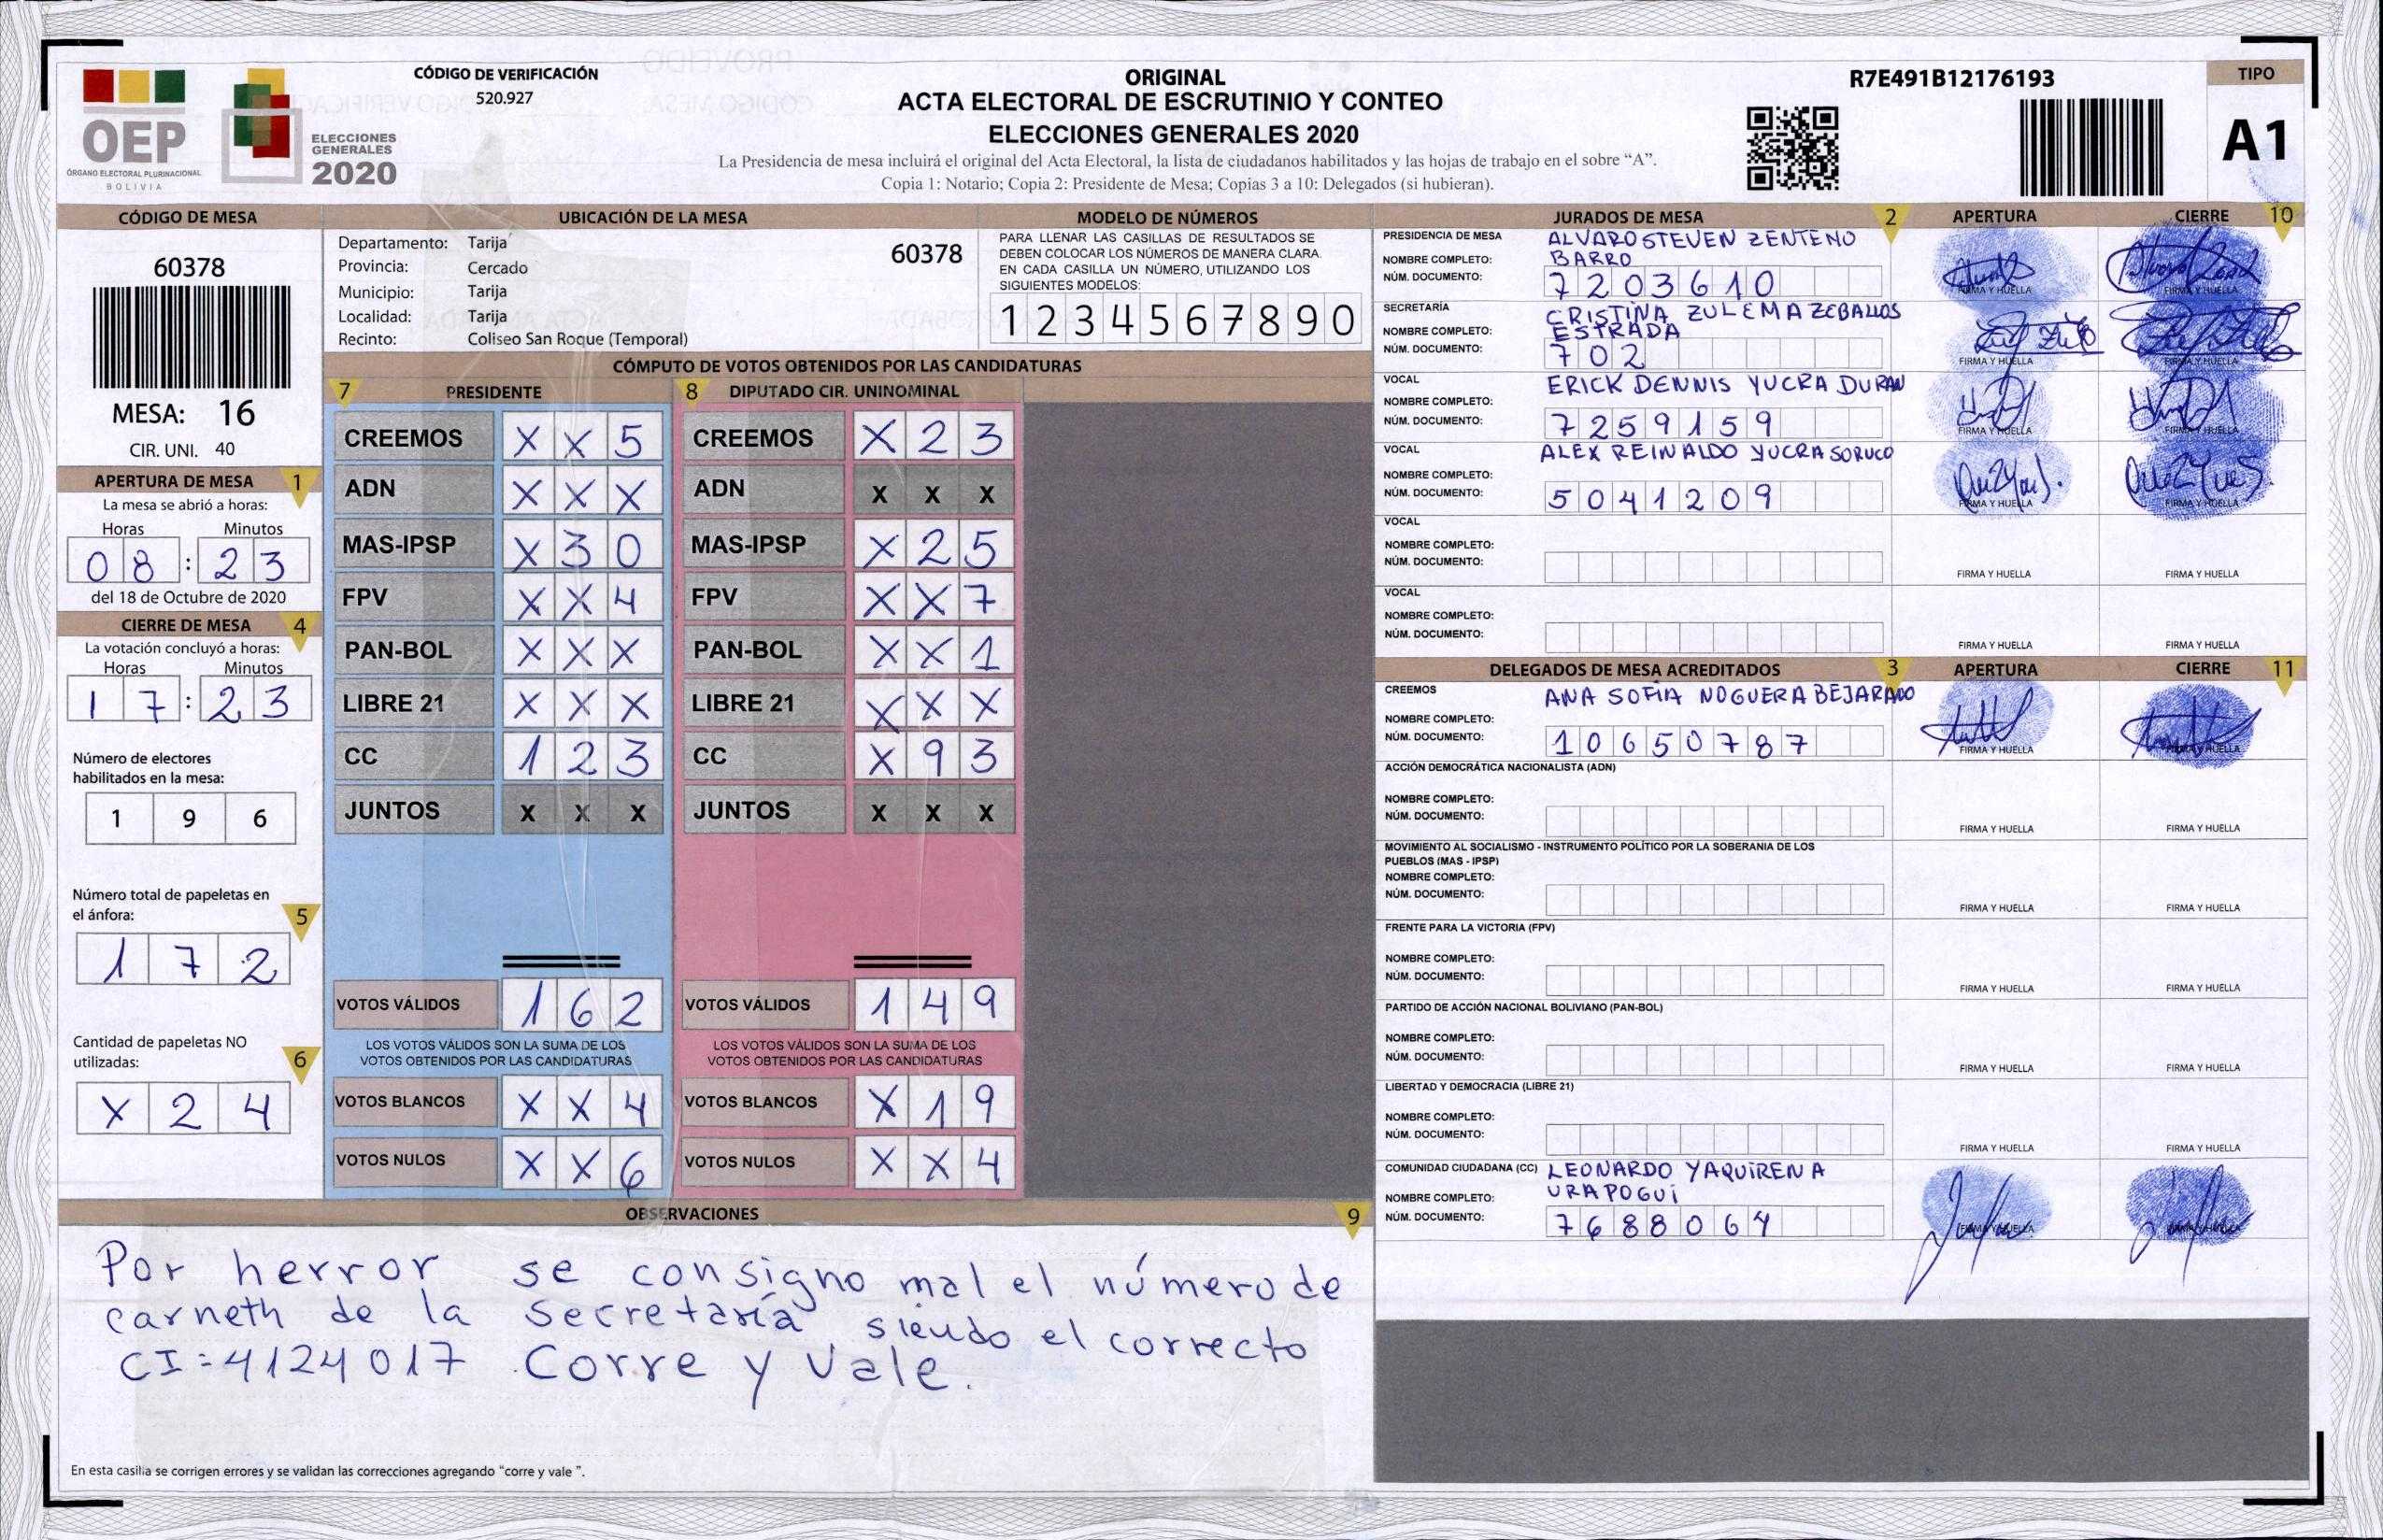 CÓDIGO DE VERIFICACIÓN
520.927
OEP
ÓRGANO ELECTORAL PLURINACIONAL
BOLIVIA
ELECCIONES
GENERALES
2020
ORIGINAL
ACTA ELECTORAL DE ESCRUTINIO Y CONTEO
ELECCIONES GENERALES 2020
La Presidencia de mesa incluirá el original del Acta Electoral, la lista de ciudadanos habilitados y las hojas de trabajo en el sobre “A”.
Copia 1: Notario; Copia 2: Presidente de Mesa; Copias 3 a 10: Delegados (si hubieran).
R7E491B12176193
TIPO
A1
CÓDIGO DE MESA
60378
MESA: 16
CIR. UNI. 40
APERTURA DE MESA 1
La mesa se abrió a horas:
Horas Minutos
08 : 23
del 18 de Octubre de 2020
CIERRE DE MESA 4
La votación concluyó a horas:
Horas Minutos
17 : 23
Número de electores
habilitados en la mesa:
1 9 6
Número total de papeletas en
el ánfora: 5
1 7 2
Cantidad de papeletas NO
utilizadas: 6
X 2 4
UBICACIÓN DE LA MESA
Departamento: Tarija 60378
Provincia: Cercado
Municipio: Tarija
Localidad: Tarija
Recinto: Coliseo San Roque (Temporal)
MODELO DE NÚMEROS
PARA LLENAR LAS CASILLAS DE RESULTADOS SE
DEBEN COLOCAR LOS NÚMEROS DE MANERA CLARA.
EN CADA CASILLA UN NÚMERO, UTILIZANDO LOS
SIGUIENTES MODELOS:
1 2 3 4 5 6 7 8 9 0
CÓMPUTO DE VOTOS OBTENIDOS POR LAS CANDIDATURAS
7 PRESIDENTE 8 DIPUTADO CIR. UNINOMINAL
CREEMOS X X 5 CREEMOS X 2 3
ADN X X X ADN X X X
MAS-IPSP X 3 0 MAS-IPSP X 2 5
FPV X X 4 FPV X X 7
PAN-BOL X X X PAN-BOL X X 1
LIBRE 21 X X X LIBRE 21 X X X
CC 1 2 3 CC X 9 3
JUNTOS X X X JUNTOS X X X
VOTOS VÁLIDOS 1 6 2 VOTOS VÁLIDOS 1 4 9
LOS VOTOS VÁLIDOS SON LA SUMA DE LOS LOS VOTOS VÁLIDOS SON LA SUMA DE LOS
VOTOS OBTENIDOS POR LAS CANDIDATURAS VOTOS OBTENIDOS POR LAS CANDIDATURAS
VOTOS BLANCOS X X 4 VOTOS BLANCOS X 1 9
VOTOS NULOS X X 6 VOTOS NULOS X X 4
OBSERVACIONES 9
Por herror se consigno mal el número de
carneth de la Secretaría siendo el correcto
CI=4124017 Corre y Vale.
En esta casilla se corrigen errores y se validan las correcciones agregando “corre y vale ”.
JURADOS DE MESA 2 APERTURA CIERRE 10
PRESIDENCIA DE MESA ALVARO STEVEN ZENTENO
NOMBRE COMPLETO: BARRO
NÚM. DOCUMENTO: 7203610 FIRMA Y HUELLA FIRMA Y HUELLA
SECRETARÍA CRISTINA ZULEMA ZEBALLOS
NOMBRE COMPLETO: ESTRADA
NÚM. DOCUMENTO: 702 FIRMA Y HUELLA FIRMA Y HUELLA
VOCAL ERICK DENNIS YUCRA DURAN
NOMBRE COMPLETO:
NÚM. DOCUMENTO: 7259159 FIRMA Y HUELLA FIRMA Y HUELLA
VOCAL ALEX REINALDO YUCRA SORUCO
NOMBRE COMPLETO:
NÚM. DOCUMENTO: 5041209 FIRMA Y HUELLA FIRMA Y HUELLA
VOCAL
NOMBRE COMPLETO:
NÚM. DOCUMENTO: FIRMA Y HUELLA FIRMA Y HUELLA
VOCAL
NOMBRE COMPLETO:
NÚM. DOCUMENTO: FIRMA Y HUELLA FIRMA Y HUELLA
DELEGADOS DE MESA ACREDITADOS 3 APERTURA CIERRE 11
CREEMOS ANA SOFÍA NOGUERA BEJARANO
NOMBRE COMPLETO:
NÚM. DOCUMENTO: 10650787 FIRMA Y HUELLA FIRMA Y HUELLA
ACCIÓN DEMOCRÁTICA NACIONALISTA (ADN)
NOMBRE COMPLETO:
NÚM. DOCUMENTO: FIRMA Y HUELLA FIRMA Y HUELLA
MOVIMIENTO AL SOCIALISMO - INSTRUMENTO POLÍTICO POR LA SOBERANIA DE LOS
PUEBLOS (MAS - IPSP)
NOMBRE COMPLETO:
NÚM. DOCUMENTO: FIRMA Y HUELLA FIRMA Y HUELLA
FRENTE PARA LA VICTORIA (FPV)
NOMBRE COMPLETO:
NÚM. DOCUMENTO: FIRMA Y HUELLA FIRMA Y HUELLA
PARTIDO DE ACCIÓN NACIONAL BOLIVIANO (PAN-BOL)
NOMBRE COMPLETO:
NÚM. DOCUMENTO: FIRMA Y HUELLA FIRMA Y HUELLA
LIBERTAD Y DEMOCRACIA (LIBRE 21)
NOMBRE COMPLETO:
NÚM. DOCUMENTO: FIRMA Y HUELLA FIRMA Y HUELLA
COMUNIDAD CIUDADANA (CC) LEONARDO YAQUIRENA
NOMBRE COMPLETO: URAPOGUI
NÚM. DOCUMENTO: 7688064 FIRMA Y HUELLA FIRMA Y HUELLA